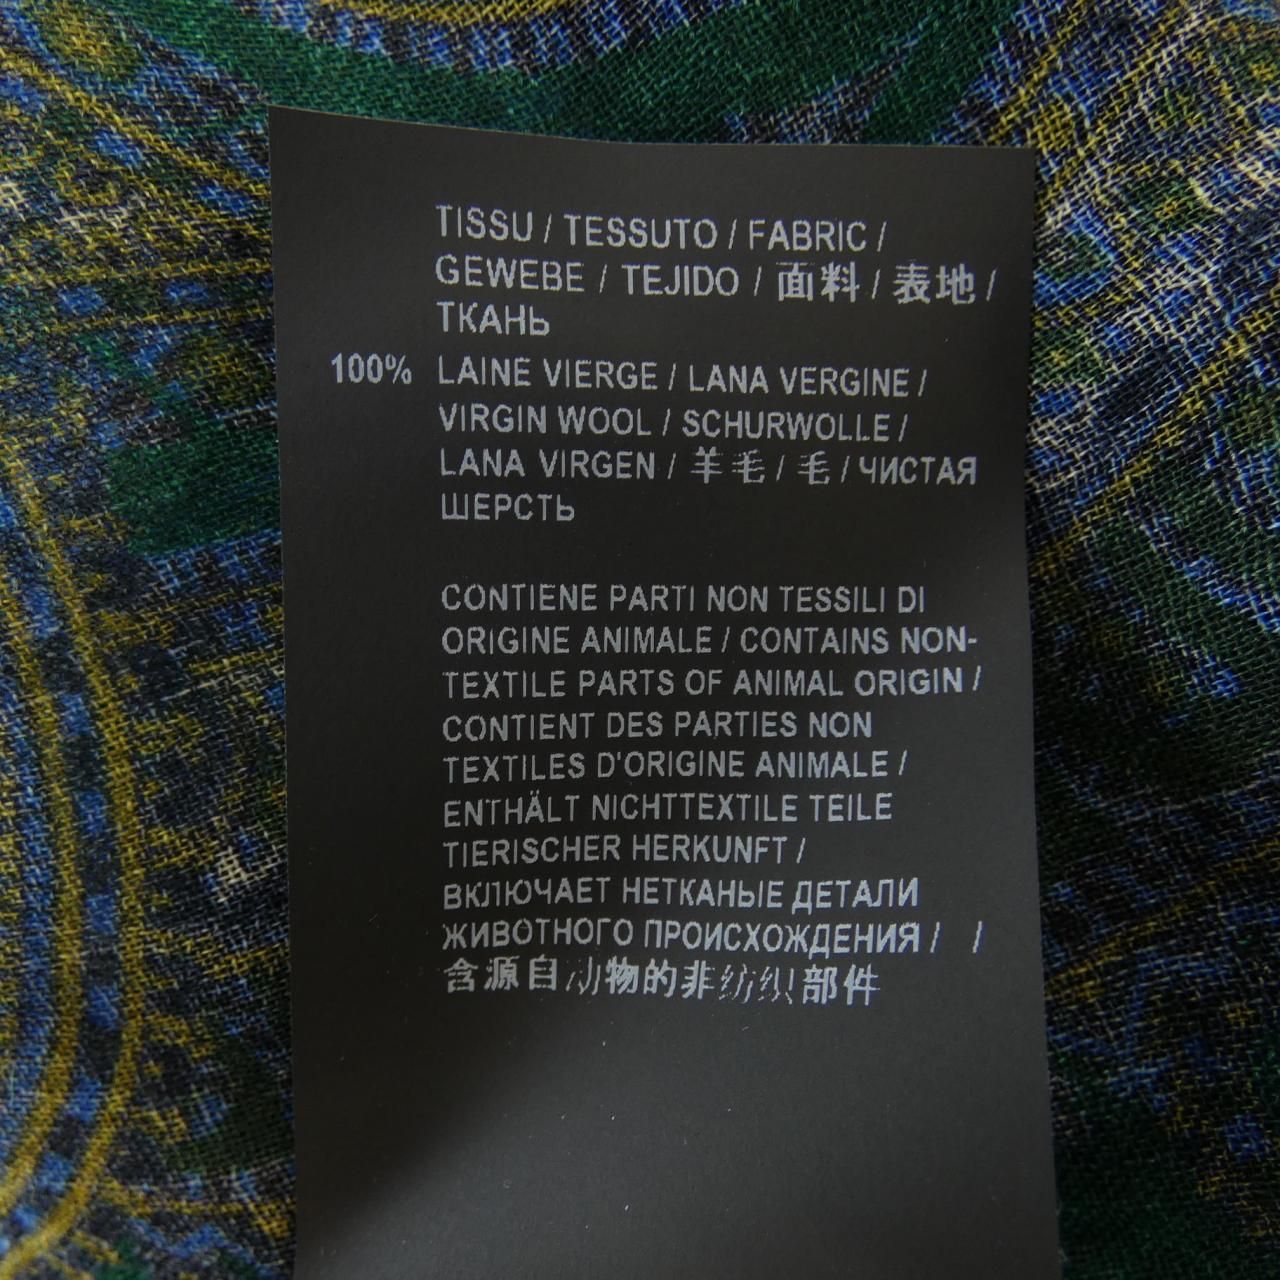 TISSU / TESSUTO / FABRIC /
GEWEBE / TEJIDO / 面料 / 表地 /
ТКАНЬ
100% LAINE VIERGE / LANA VERGINE /
VIRGIN WOOL / SCHURWOLLE /
LANA VIRGEN / 羊毛 / 毛 / ЧИСТАЯ
ШЕРСТЬ
CONTIENE PARTI NON TESSILI DI
ORIGINE ANIMALE / CONTAINS NON-
TEXTILE PARTS OF ANIMAL ORIGIN /
CONTIENT DES PARTIES NON
TEXTILES D'ORIGINE ANIMALE /
ENTHÄLT NICHTTEXTILE TEILE
TIERISCHER HERKUNFT /
ВКЛЮЧАЕТ НЕТКАНЫЕ ДЕТАЛИ
ЖИВОТНОГО ПРОИСХОЖДЕНИЯ / /
含源自动物的非纺织部件